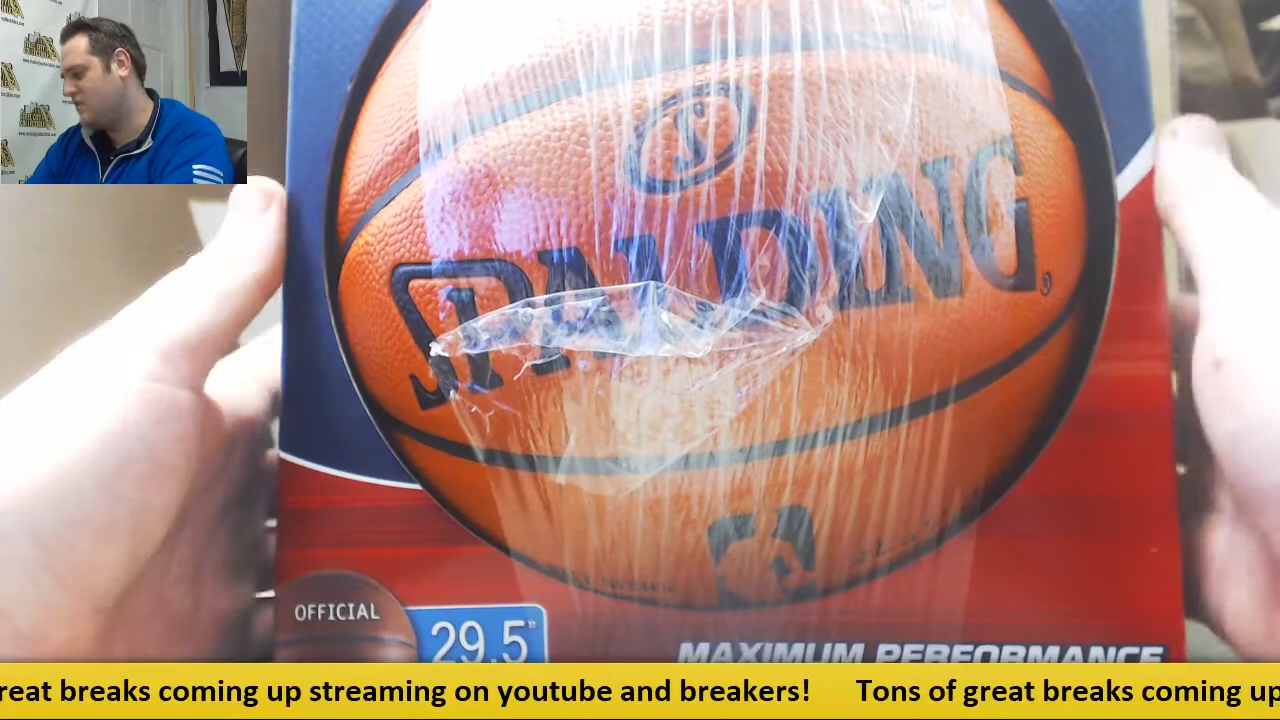 SPALDING
OFFICIAL
29.5"
MAXIMUM PERFORMANCE
reat breaks coming up streaming on youtube and breakers! Tons of great breaks coming up